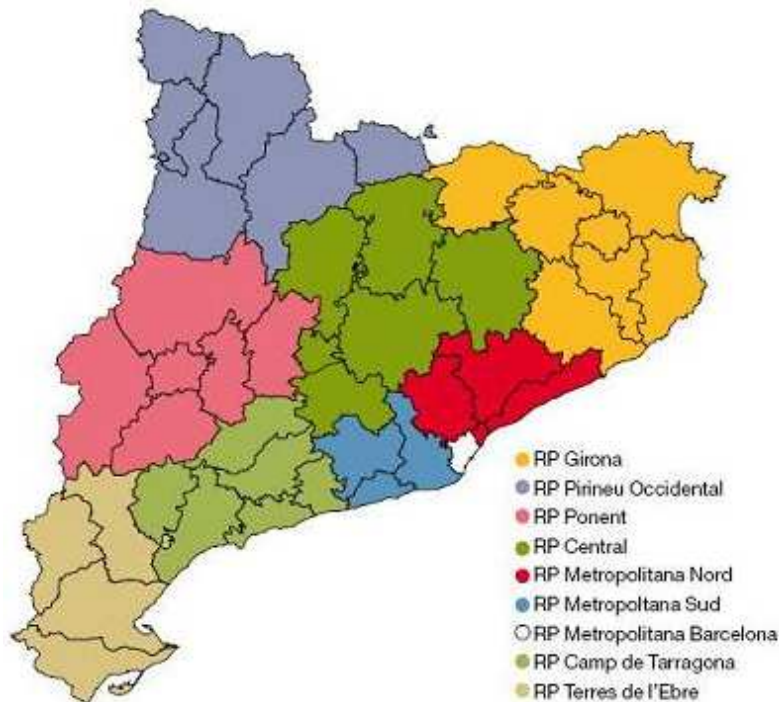 RP Girona
RP Pirineu Occidental
RP Ponent
RP Central
RP Metropolitana Nord
RP Metropoltana Sud
RP Metropolitana Barcelona
RP Camp de Tarragona
RP Terres de l'Ebre